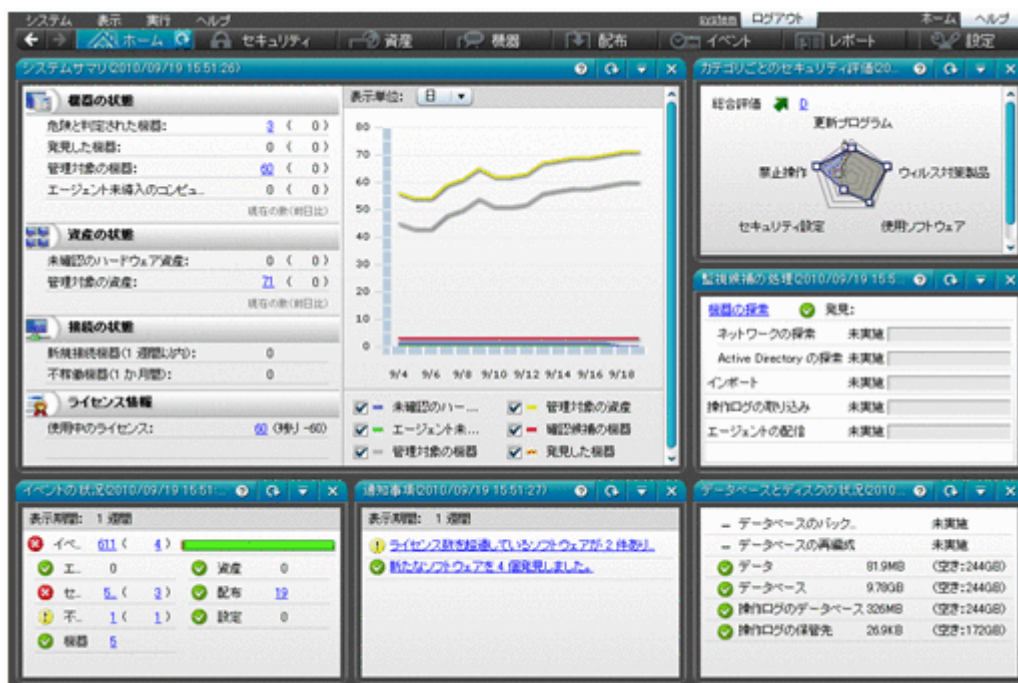 システム 表示 実行 ヘルプ system ログアウト ホーム ヘルプ
ホーム セキュリティ 資産 機器 配布 イベント レポート 設定
システムサマリ(2010/09/19 15:51:26)
機器の状態
危険と判定された機器: 3 ( 0)
発見した機器: 0 ( 0)
管理対象の機器: 60 ( 0)
エージェント未導入のコンピュ... 0 ( 0)
現在の数(前日比)
資産の状態
未確認のハードウェア資産: 0 ( 0)
管理対象の資産: 71 ( 0)
現在の数(前日比)
接続の状態
新規接続機器(1 週間以内): 0
不稼働機器(1 か月間): 0
ライセンス情報
使用中のライセンス: 60 (残り -60)
表示単位: 日
80
70
60
50
40
30
20
10
0
9/4 9/6 9/8 9/10 9/12 9/14 9/16 9/18
未確認のハー... 管理対象の資産
エージェント未... 確認候補の機器
管理対象の機器 発見した機器
カテゴリごとのセキュリティ評価(20...
総合評価 D
更新プログラム
禁止操作 ウィルス対策製品
セキュリティ設定 使用ソフトウェア
監視候補の処理(2010/09/19 15:5...
機器の探索 発見:
ネットワークの探索 未実施
Active Directory の探索 未実施
インポート 未実施
操作ログの取り込み 未実施
エージェントの配信 未実施
イベントの状況(2010/09/19 15:51:...
表示期間: 1 週間
イベ... 611 ( 4)
エ... 0 資産 0
セ... 5... ( 3) 配布 19
不... 1 ( 1) 設定 0
機器 5
通知事項(2010/09/19 15:51:27)
表示期間: 1 週間
ライセンス数を超過しているソフトウェアが 2 件あり...
新たなソフトウェアを 4 個発見しました。
データベースとディスクの状況(2010...
データベースのバック... 未実施
データベースの再編成 未実施
データ 81.9MB (空き:244GB)
データベース 9.78GB (空き:244GB)
操作ログのデータベース 326MB (空き:244GB)
操作ログの保管先 26.9KB (空き:172GB)